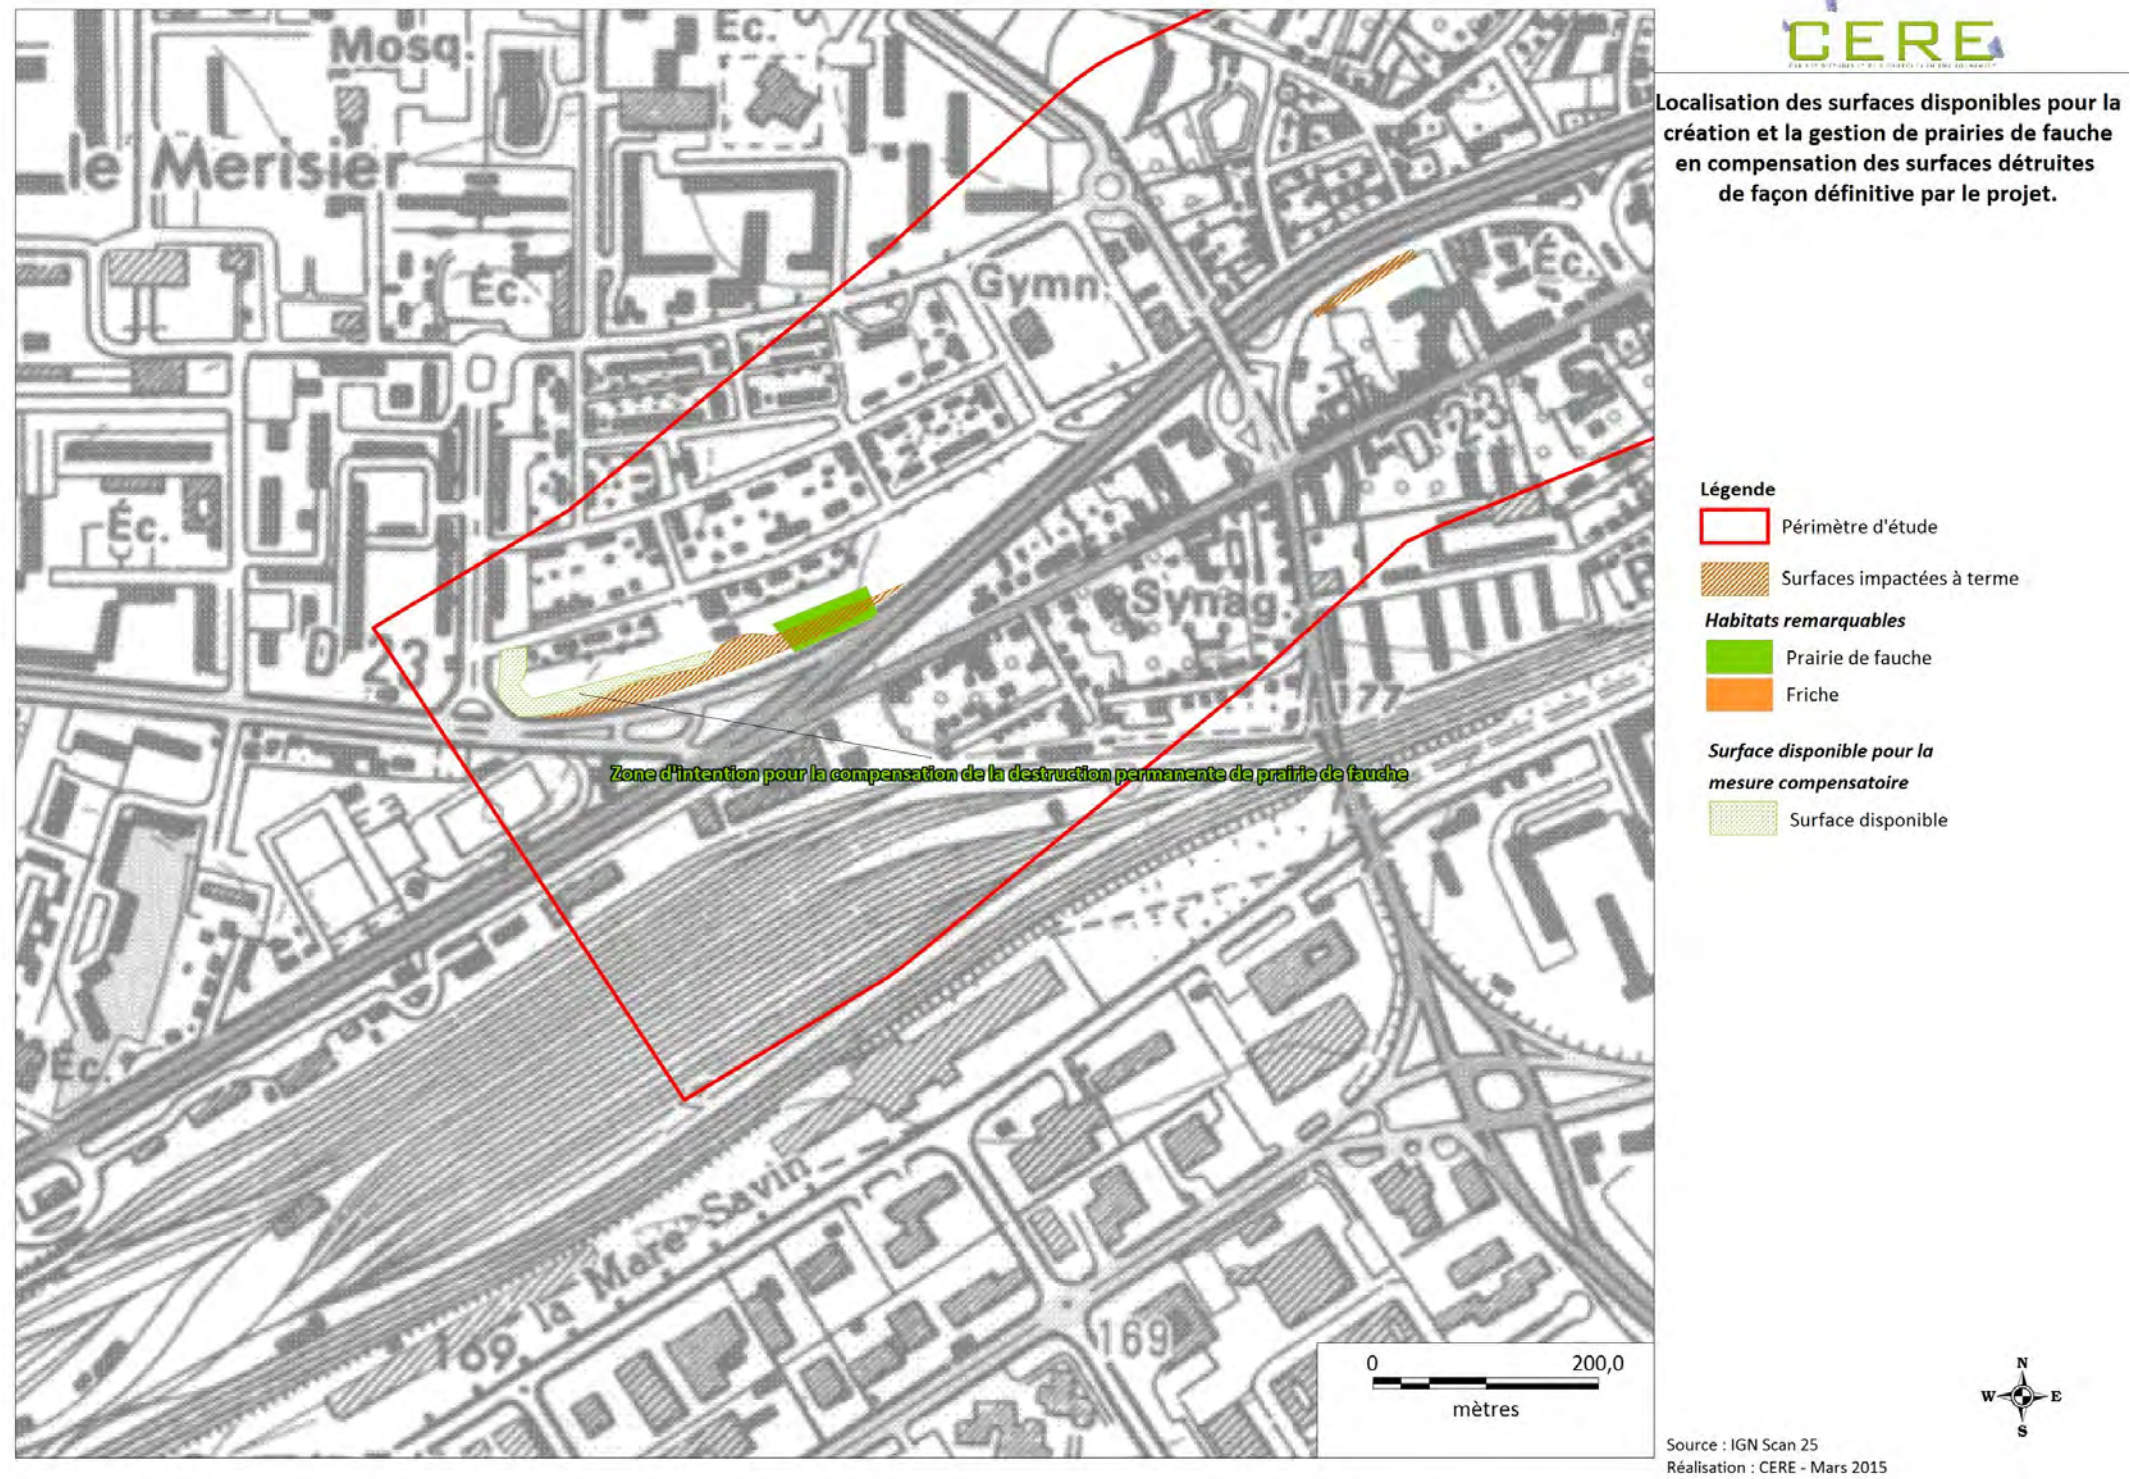 Mosq.
Éc.
le Merisier
Éc.
Gymn.
Éc.
D 23
Éc.
Synag.
D 23
177
Zone d'intention pour la compensation de la destruction permanente de prairie de fauche
Éc.
la Mare Savin
169
169
0 200,0
mètres
CERE
Localisation des surfaces disponibles pour la
création et la gestion de prairies de fauche
en compensation des surfaces détruites
de façon définitive par le projet.
Légende
Périmètre d'étude
Surfaces impactées à terme
Habitats remarquables
Prairie de fauche
Friche
Surface disponible pour la
mesure compensatoire
Surface disponible
N
W E
S
Source : IGN Scan 25
Réalisation : CERE - Mars 2015